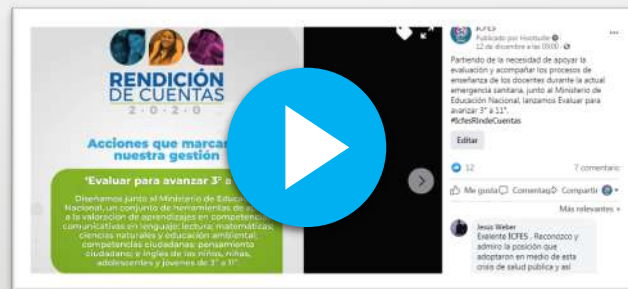 RENDICIÓN
DE CUENTAS
2·0·2·0
Acciones que marcar
nuestra gestión
"Evaluar para avanzar 3° a
Diseñamos junto al Ministerio de Educac
Nacional, un conjunto de herramientas de a
a la valoración de aprendizajes en competenci
comunicativas en lenguaje: lectura; matemáticas;
ciencias naturales y educación ambiental;
competencias ciudadanas: pensamiento
ciudadano; e inglés de las niñas, niños,
adolescentes y jóvenes de 3° a 11°.
ICFES
Publicado por Hootsuite
12 de diciembre a las 09:00
Partiendo de la necesidad de apoyar la
evaluación y acompañar los procesos de
enseñanza de los docentes durante la actual
emergencia sanitaria, junto al Ministerio de
Educación Nacional, lanzamos Evaluar para
avanzar 3° a 11°.
#IcfesRindeCuentas
Editar
12 7 comentario
Me gusta Comentar Compartir
Más relevantes
Jesus Weber
Exelente ICFES . Reconozco y
admiro la posición que
adoptaron en medio de esta
crisis de salud pública y así